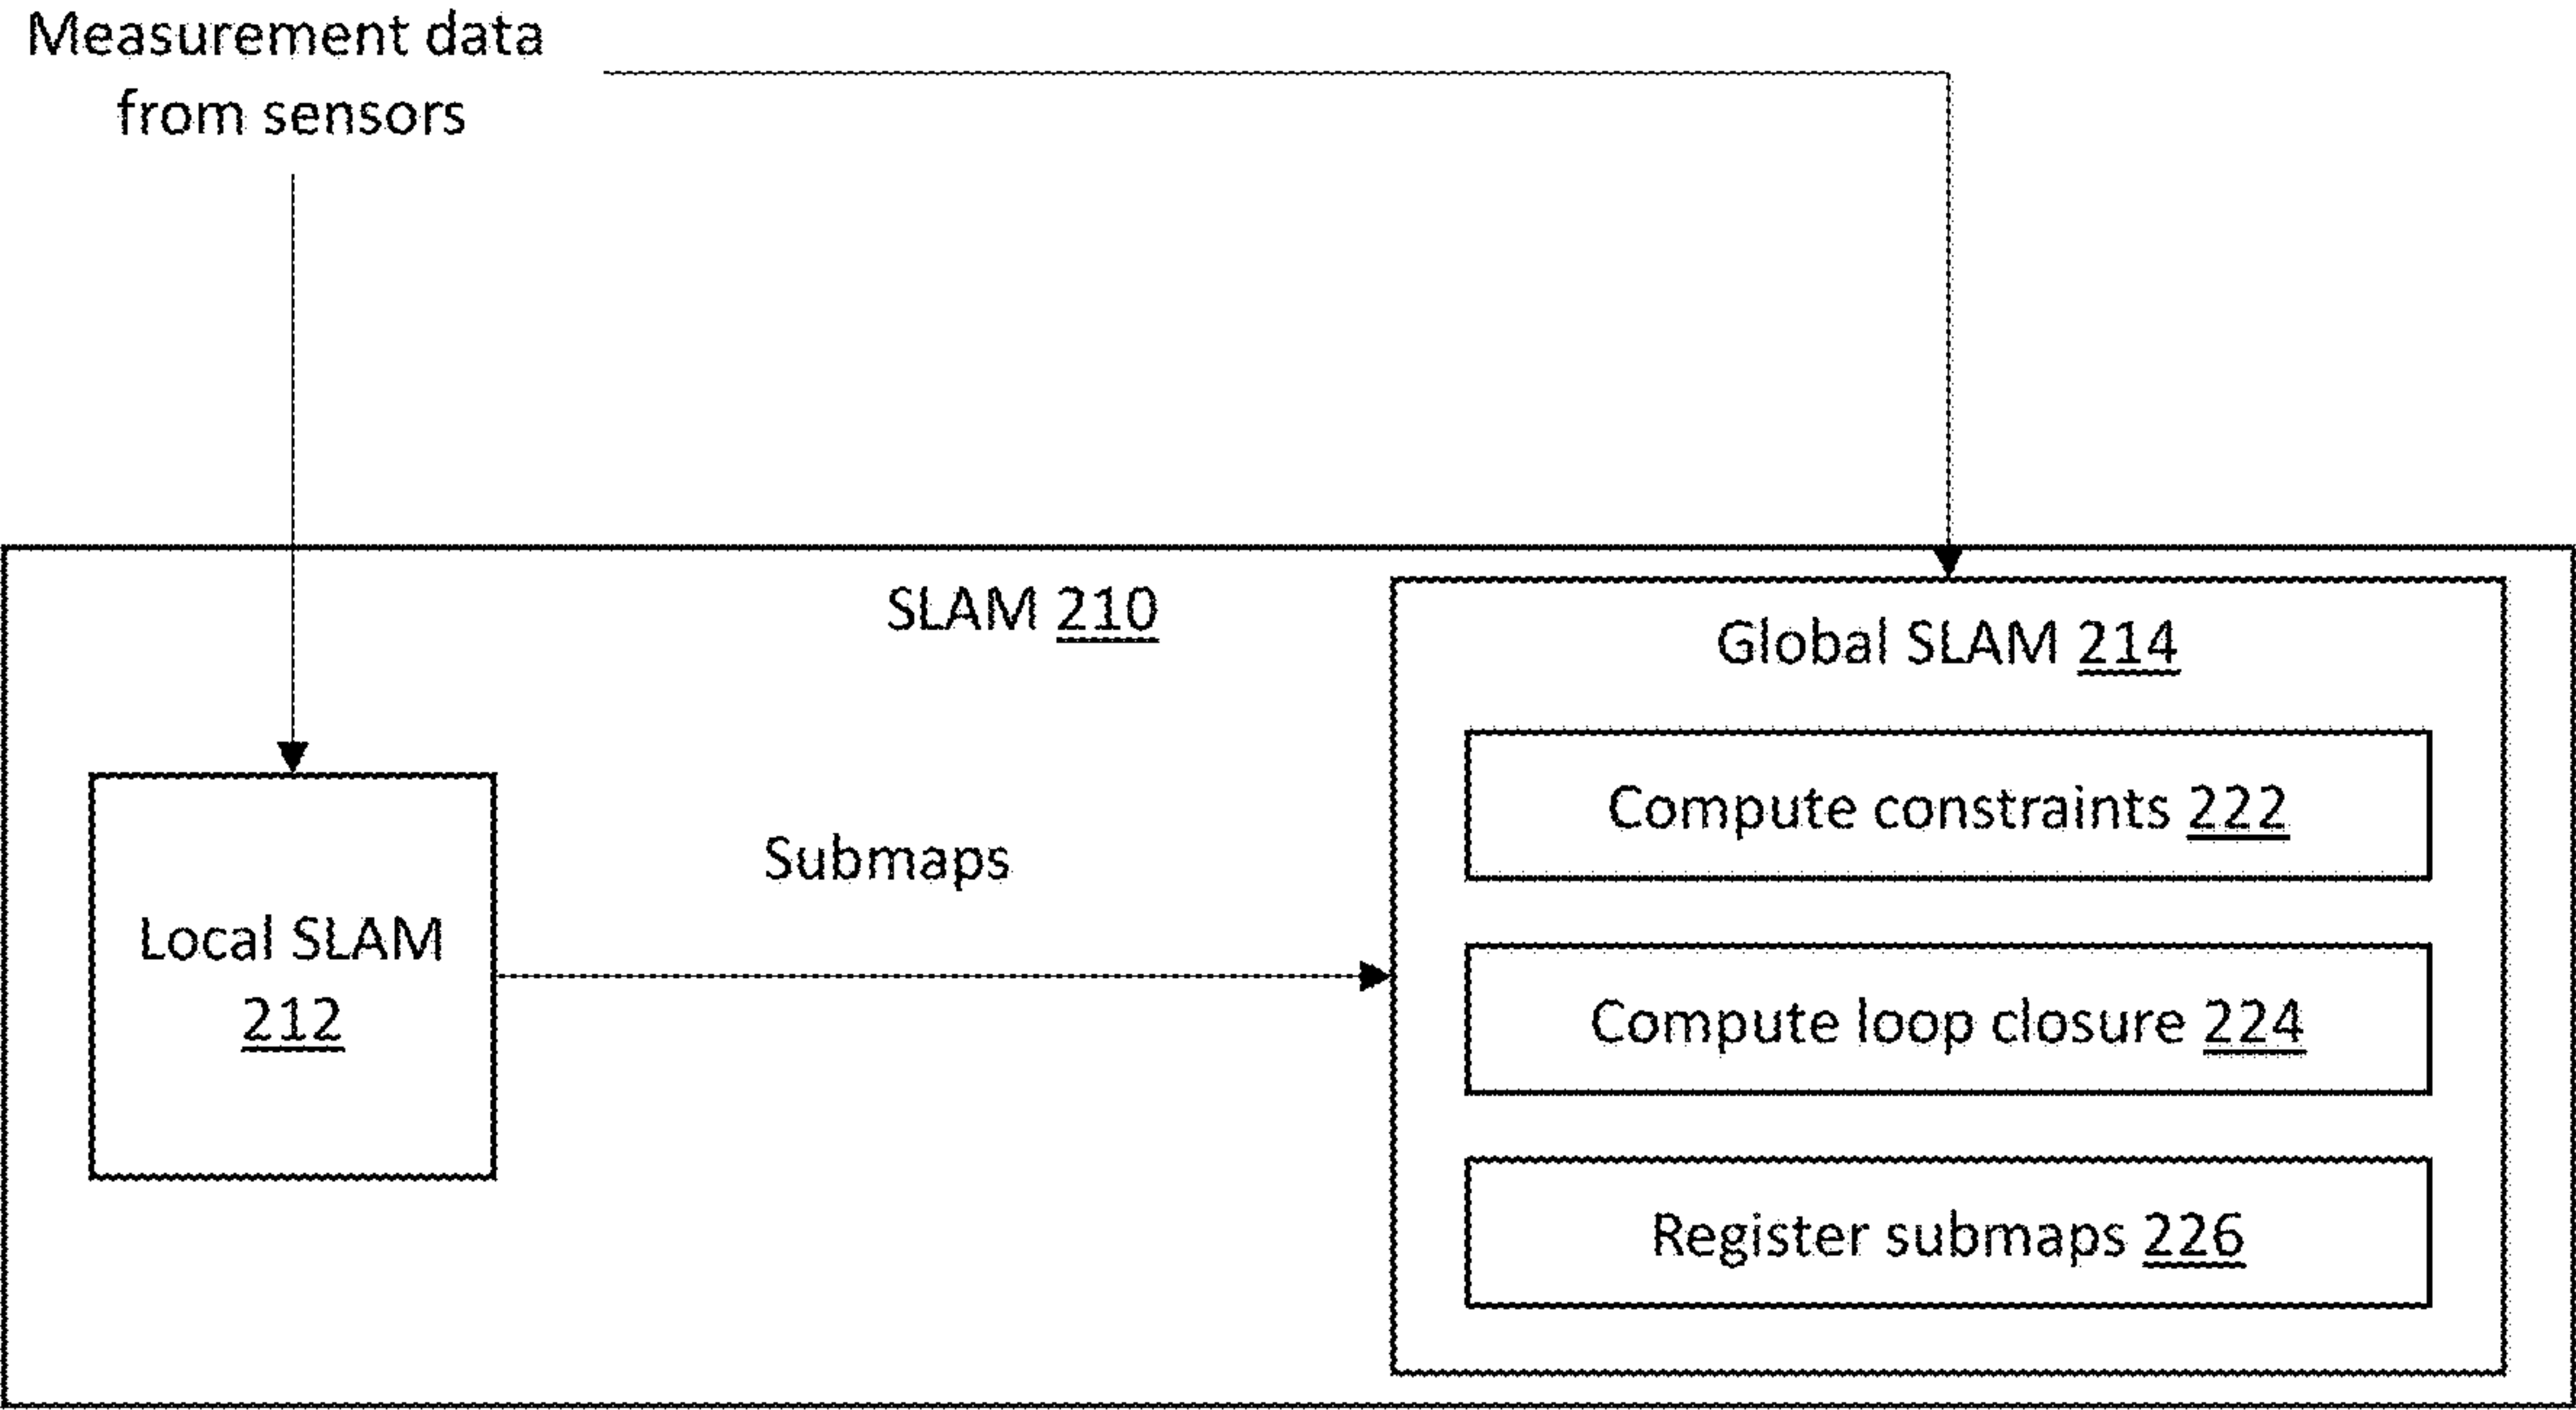 Measurement data
from sensors
SLAM 210
Global SLAM 214
Compute constraints 222
Submaps
Local SLAM
212
Compute loop closure 224
Register submaps 226